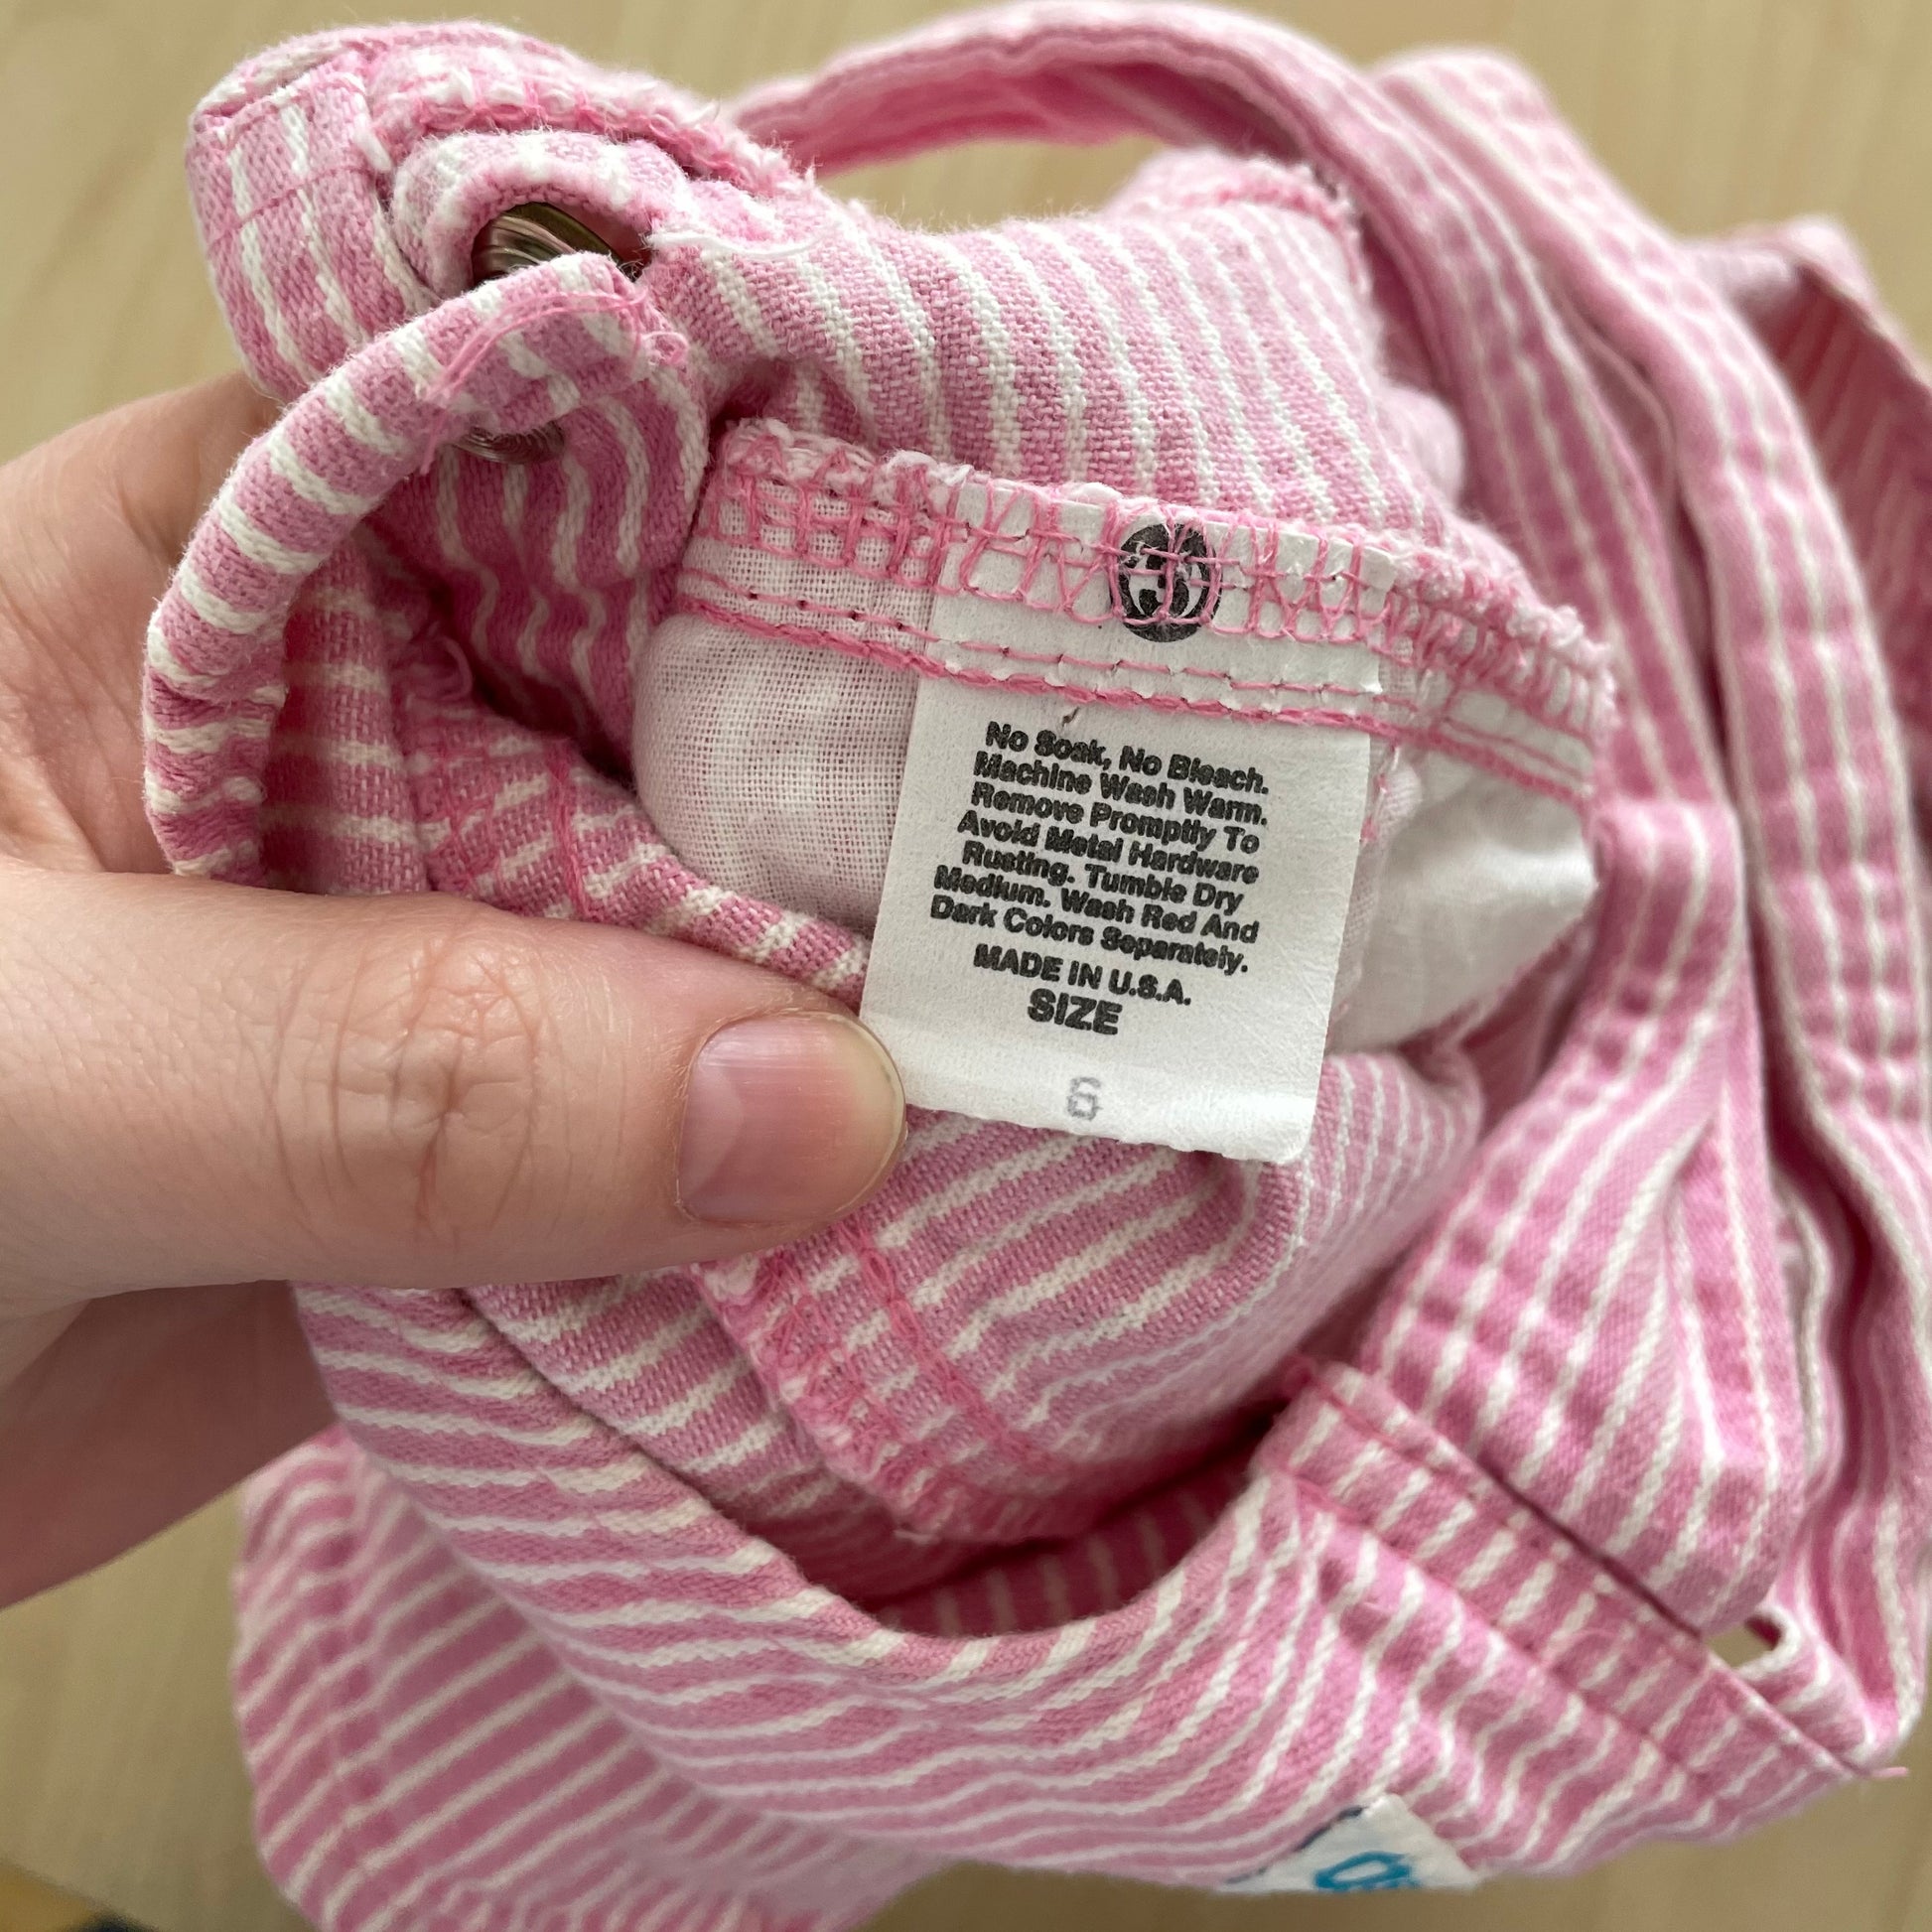 No Soak, No Bleach.
Machine Wash Warm.
Remove Promptly To
Avoid Metal Hardware
Rusting. Tumble Dry
Medium. Wash Red And
Dark Colors Separately.
MADE IN U.S.A.
SIZE
6